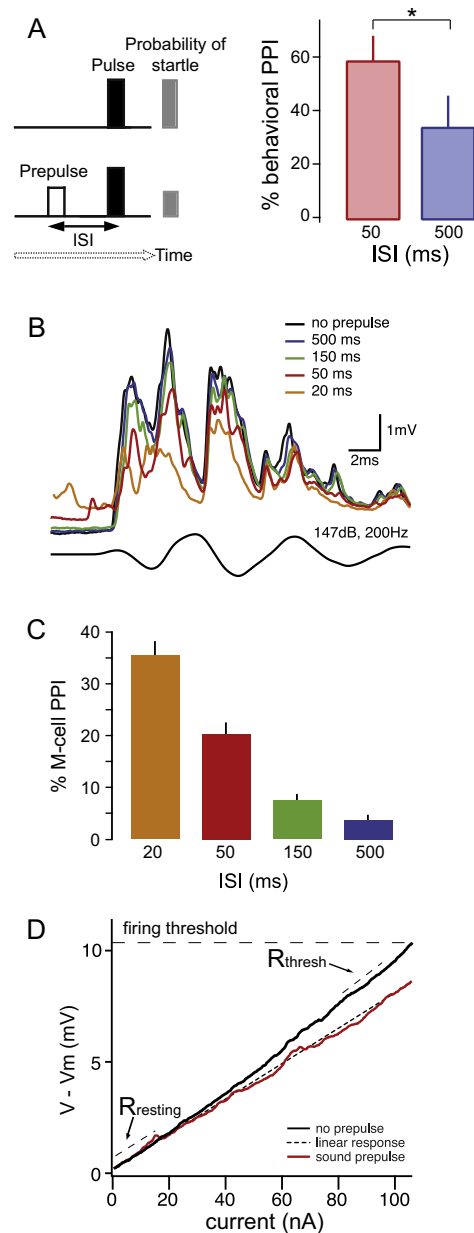 A
Probability of
startle
Pulse
Prepulse
ISI
Time
% behavioral PPI
60
40
20
0
*
50
500
ISI (ms)
B
no prepulse
500 ms
150 ms
50 ms
20 ms
1mV
2ms
147dB, 200Hz
C
% M-cell PPI
40
30
20
10
0
20
50
150
500
ISI (ms)
D
firing threshold
10
Rthresh
V - Vm (mV)
5
Rresting
0
no prepulse
linear response
sound prepulse
0
20
40
60
80
100
current (nA)